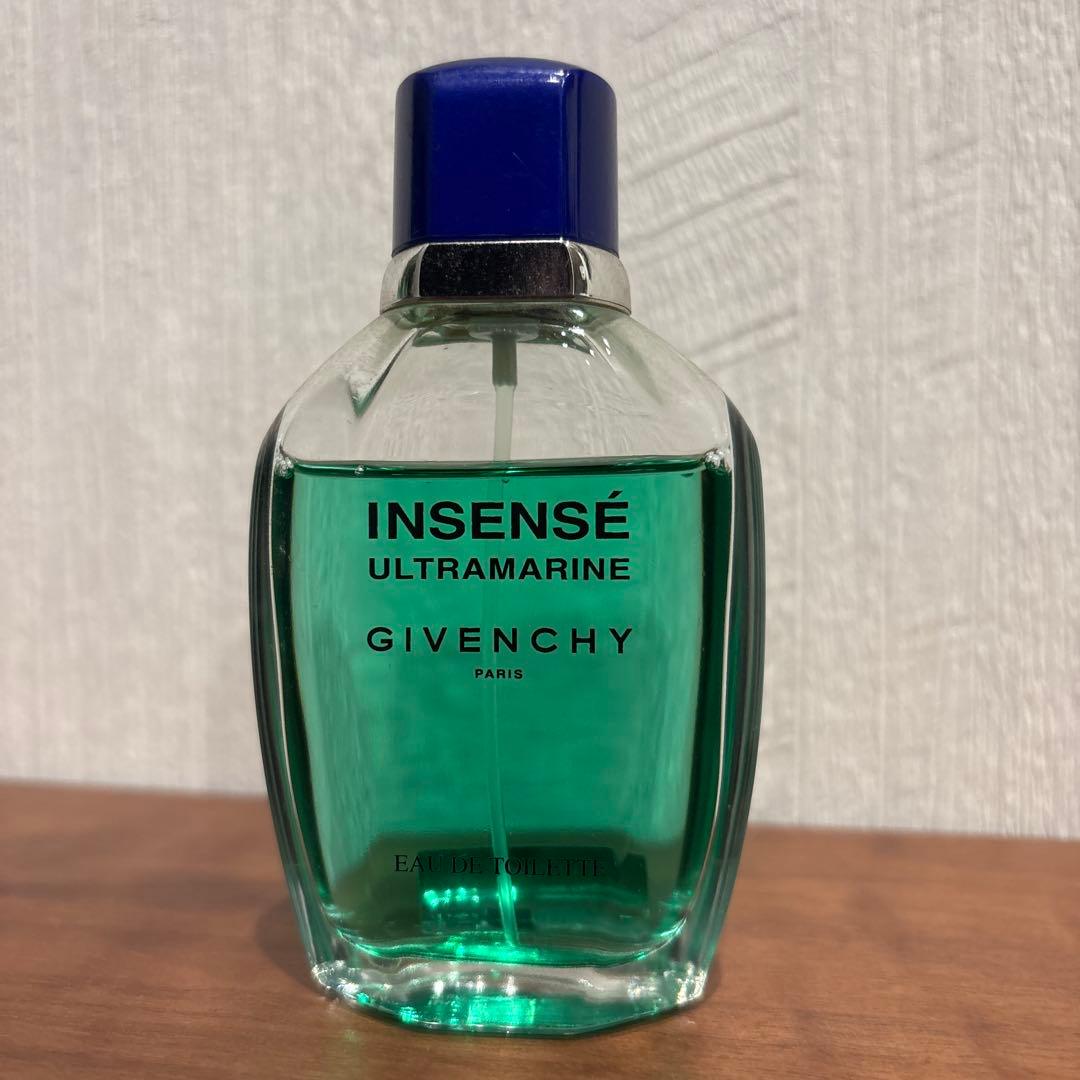 INSENSÉ
ULTRAMARINE
GIVENCHY
PARIS
EAU DE TOILETTE